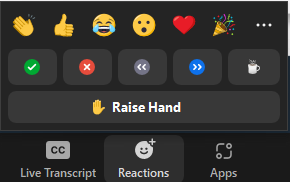 Raise Hand
CC
Live Transcript
Reactions
Apps